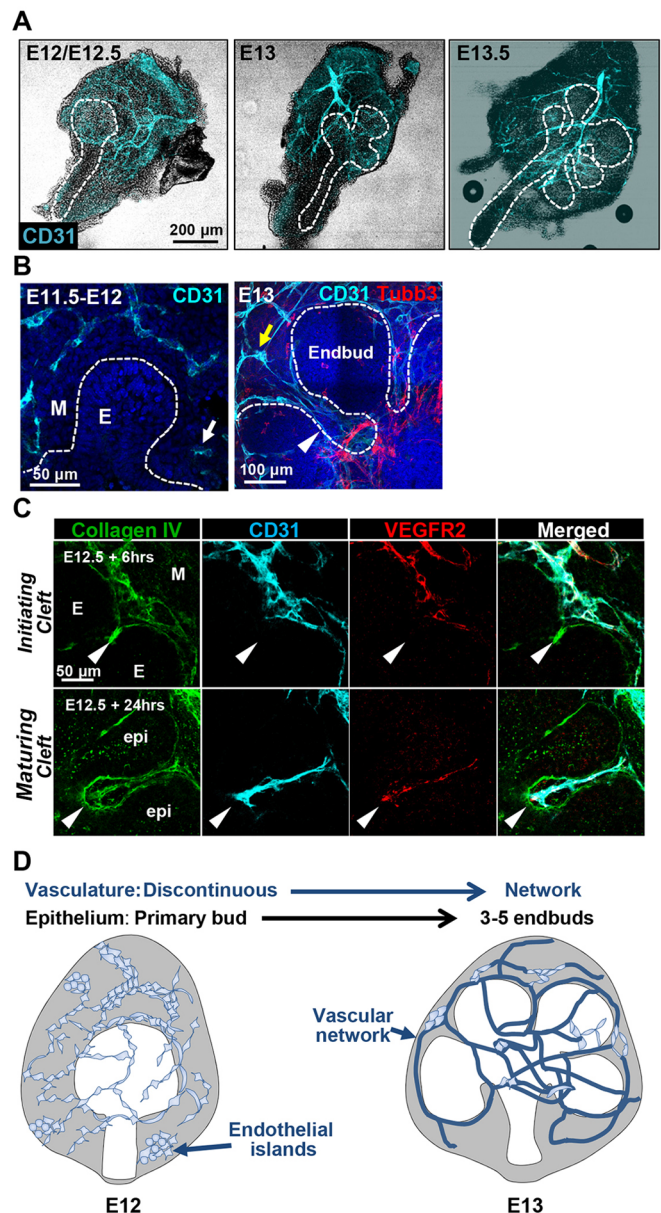 A
E12/E12.5
E13
E13.5
CD31
200 µm
B
E11.5-E12
CD31
E13
CD31 Tubb3
Endbud
M
E
50 µm
100 µm
C
Collagen IV
CD31
VEGFR2
Merged
Initiating
Cleft
E12.5 + 6hrs
M
E
E
50 µm
Maturing
Cleft
E12.5 + 24hrs
epi
epi
D
Vasculature: Discontinuous
Network
Epithelium: Primary bud
3-5 endbuds
Vascular
network
Endothelial
islands
E12
E13